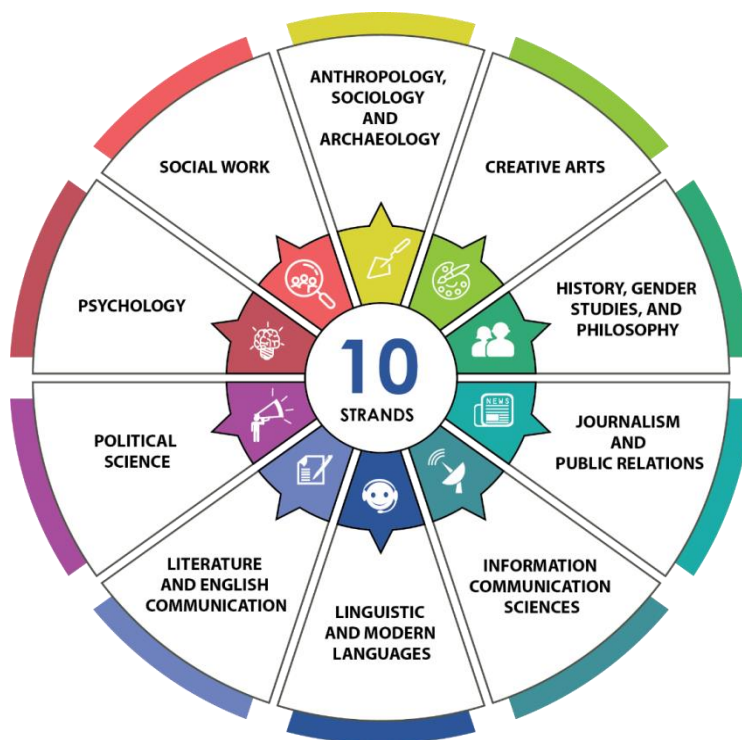 ANTHROPOLOGY,
SOCIOLOGY
AND
ARCHAEOLOGY
CREATIVE ARTS
HISTORY, GENDER
STUDIES, AND
PHILOSOPHY
JOURNALISM
AND
PUBLIC RELATIONS
INFORMATION
COMMUNICATION
SCIENCES
LINGUISTIC
AND MODERN
LANGUAGES
LITERATURE
AND ENGLISH
COMMUNICATION
POLITICAL
SCIENCE
PSYCHOLOGY
SOCIAL WORK
10
STRANDS
NEWS